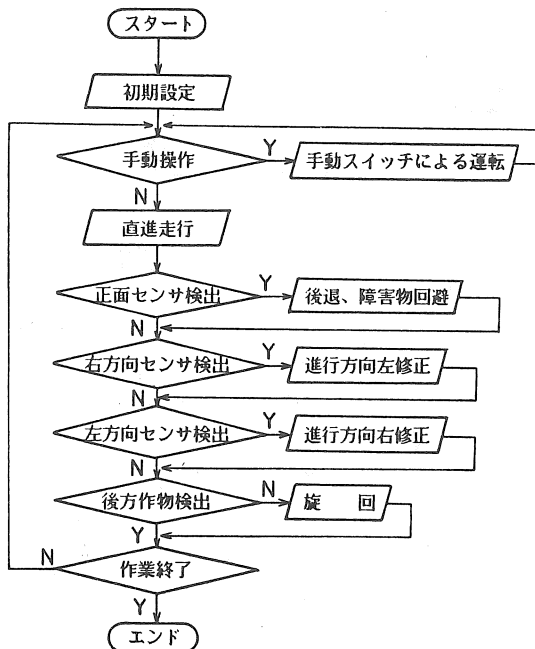 スタート
初期設定
手動操作
Y
手動スイッチによる運転
N
直進走行
正面センサ検出
Y
後退、障害物回避
N
右方向センサ検出
Y
進行方向左修正
N
左方向センサ検出
Y
進行方向右修正
N
後方作物検出
N
旋 回
Y
作業終了
N
Y
エンド